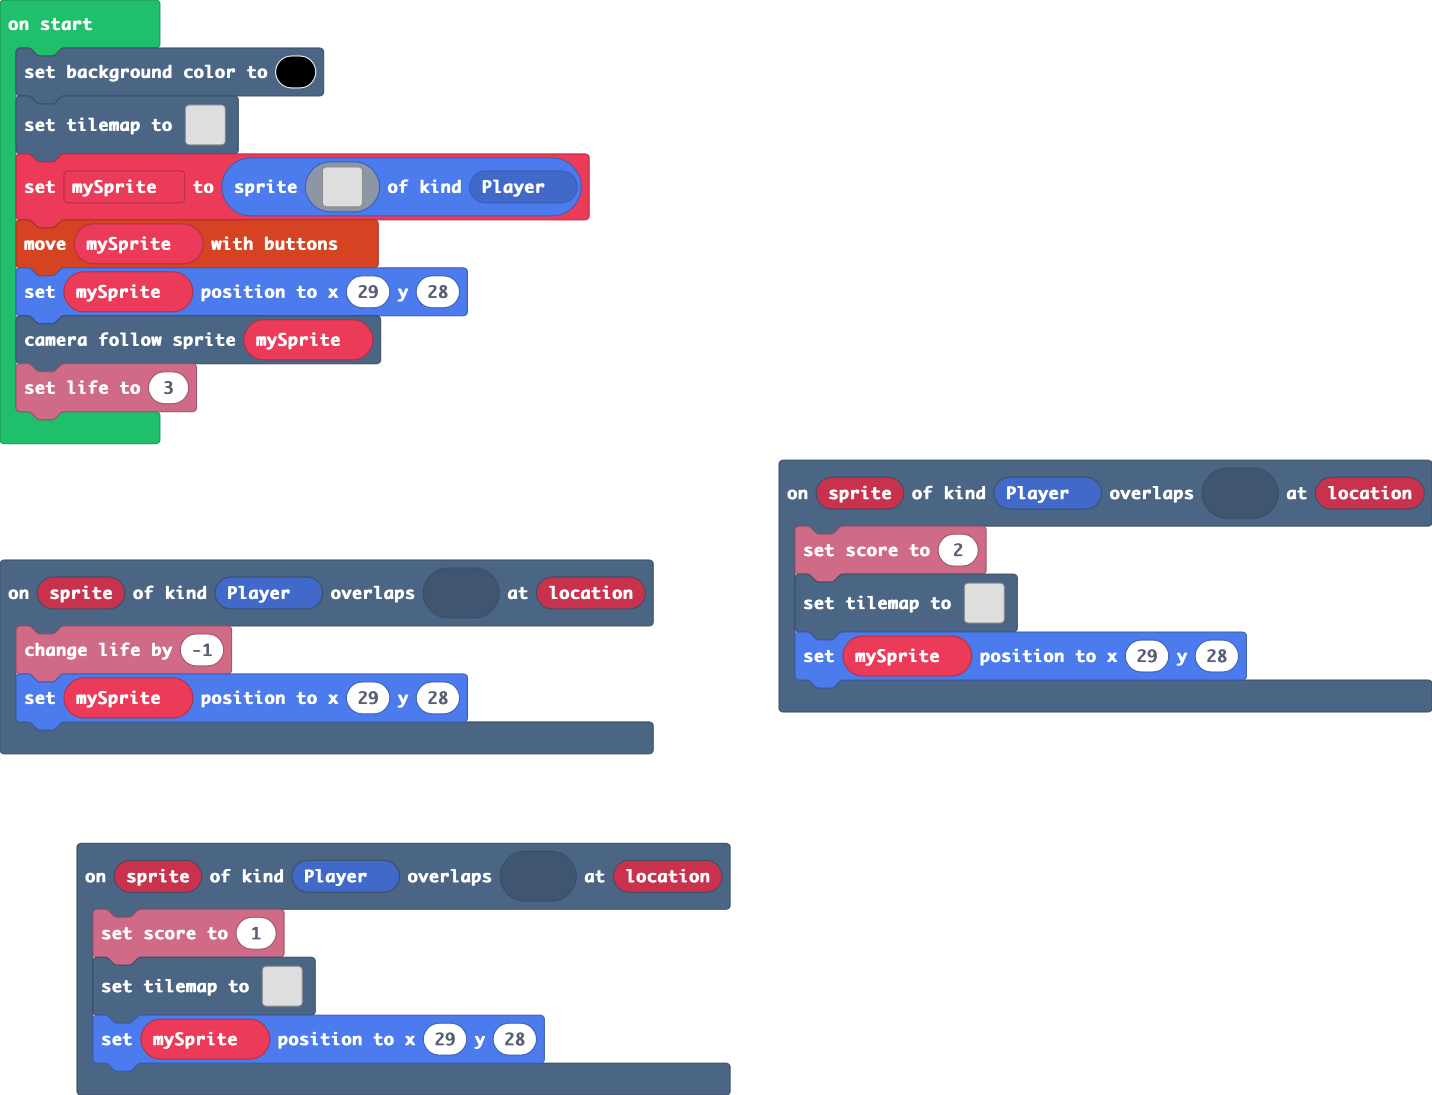 on start
set background color to
set tilemap to
set mySprite to sprite of kind Player
move mySprite with buttons
set mySprite position to x 29 y 28
camera follow sprite mySprite
set life to 3
on sprite of kind Player overlaps at location
set score to 2
set tilemap to
set mySprite position to x 29 y 28
on sprite of kind Player overlaps at location
change life by -1
set mySprite position to x 29 y 28
on sprite of kind Player overlaps at location
set score to 1
set tilemap to
set mySprite position to x 29 y 28